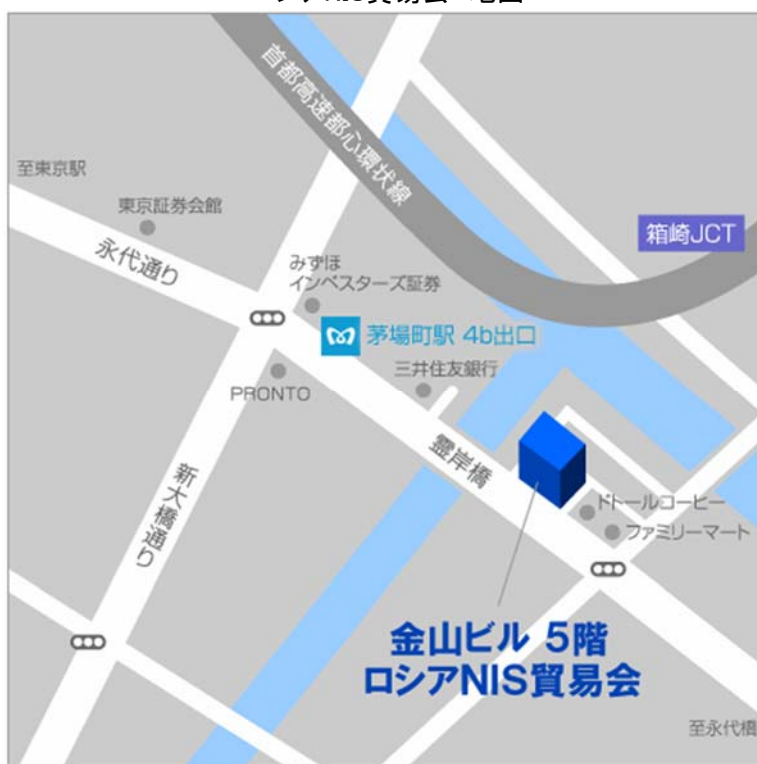 首都高速都心環状線
至東京駅
東京証券会館
永代通り
箱崎JCT
みずほ
インベスターズ証券
茅場町駅 4b出口
三井住友銀行
PRONTO
霊岸橋
新大橋通り
ドトールコーヒー
ファミリーマート
金山ビル 5階
ロシアNIS貿易会
至永代橋